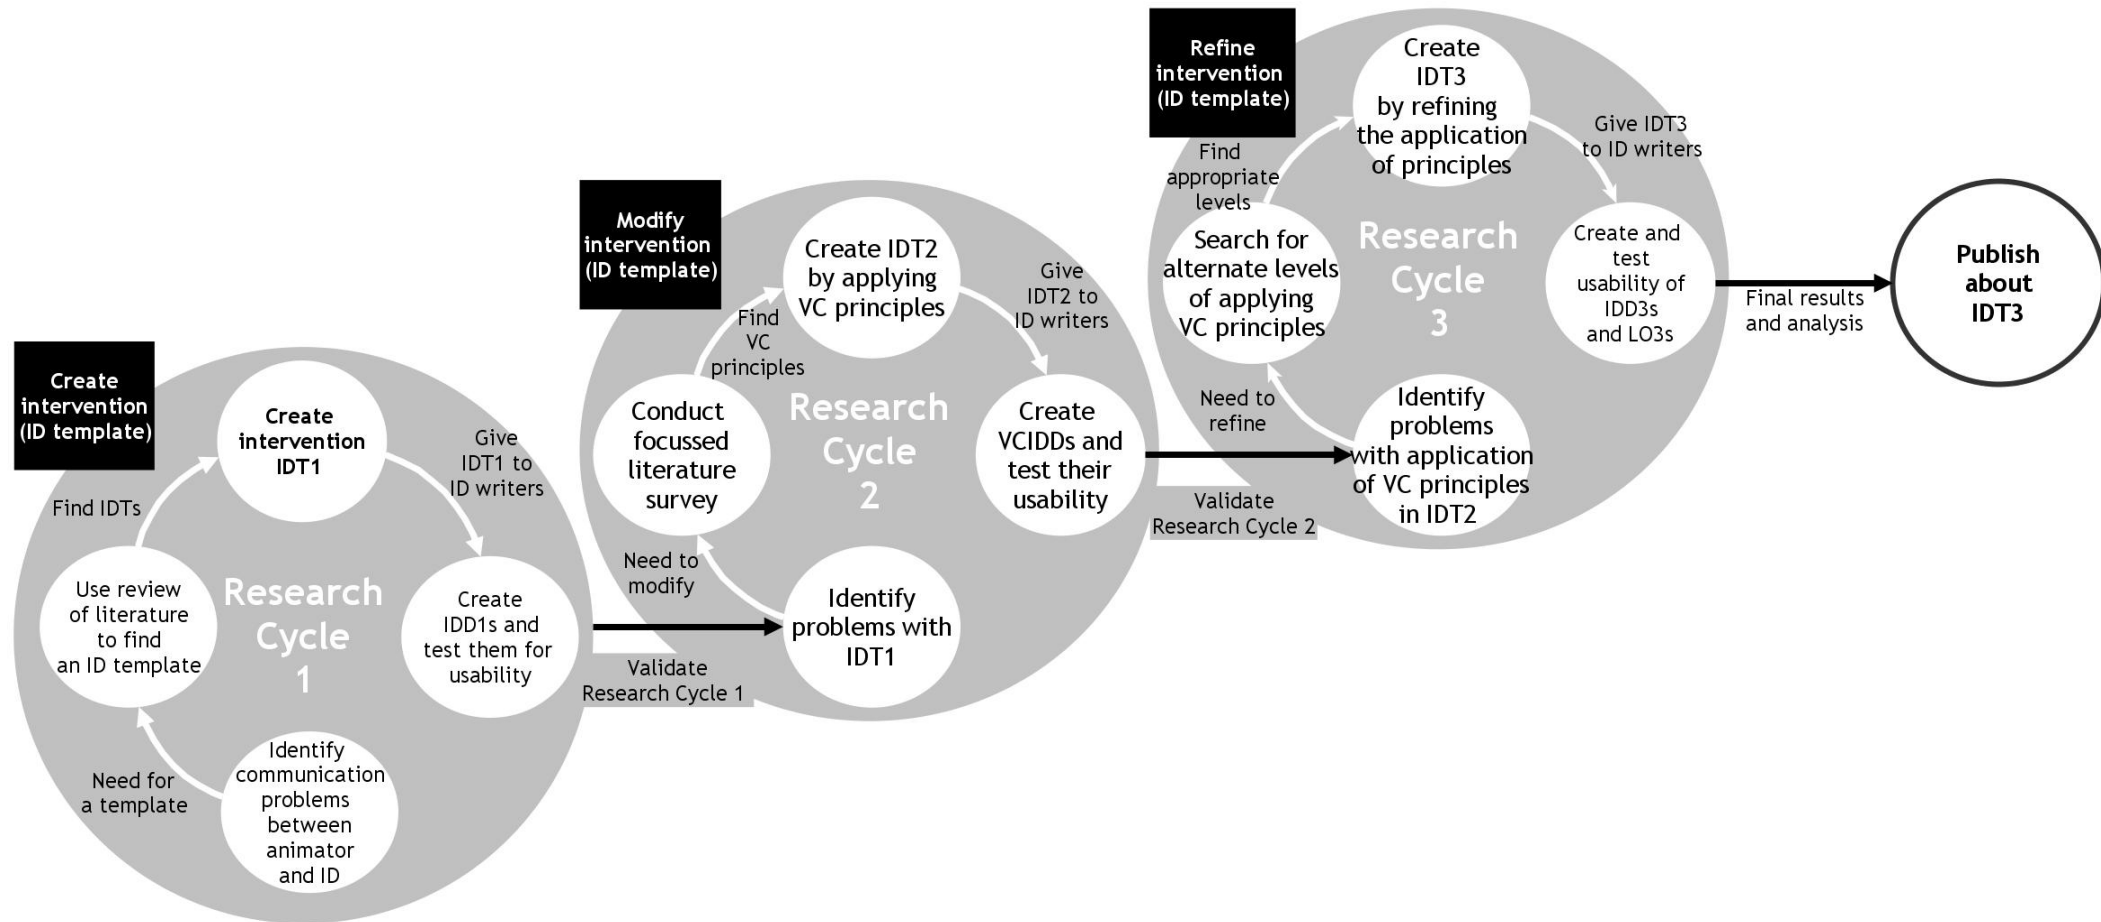 Create
intervention
(ID template)
Create
intervention
IDT1
Give
IDT1 to
ID writers
Find IDTs
Use review
of literature
to find
an ID template
Research
Cycle
1
Create
IDD1s and
test them for
usability
Need for
a template
Identify
communication
problems
between
animator
and ID
Validate
Research Cycle 1
Modify
intervention
(ID template)
Create IDT2
by applying
VC principles
Give
IDT2 to
ID writers
Find
VC
principles
Conduct
focussed
literature
survey
Research
Cycle
2
Create
VCIDDs and
test their
usability
Need to
modify
Identify
problems with
IDT1
Validate
Research Cycle 2
Refine
intervention
(ID template)
Create
IDT3
by refining
the application
of principles
Give IDT3
to ID writers
Find
appropriate
levels
Search for
alternate levels
of applying
VC principles
Research
Cycle
3
Create and
test
usability of
IDD3s
and LO3s
Need to
refine
Identify
problems
with application
of VC principles
in IDT2
Final results
and analysis
Publish
about
IDT3